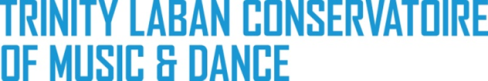 TRINITY LABAN CONSERVATOIRE
OF MUSIC & DANCE